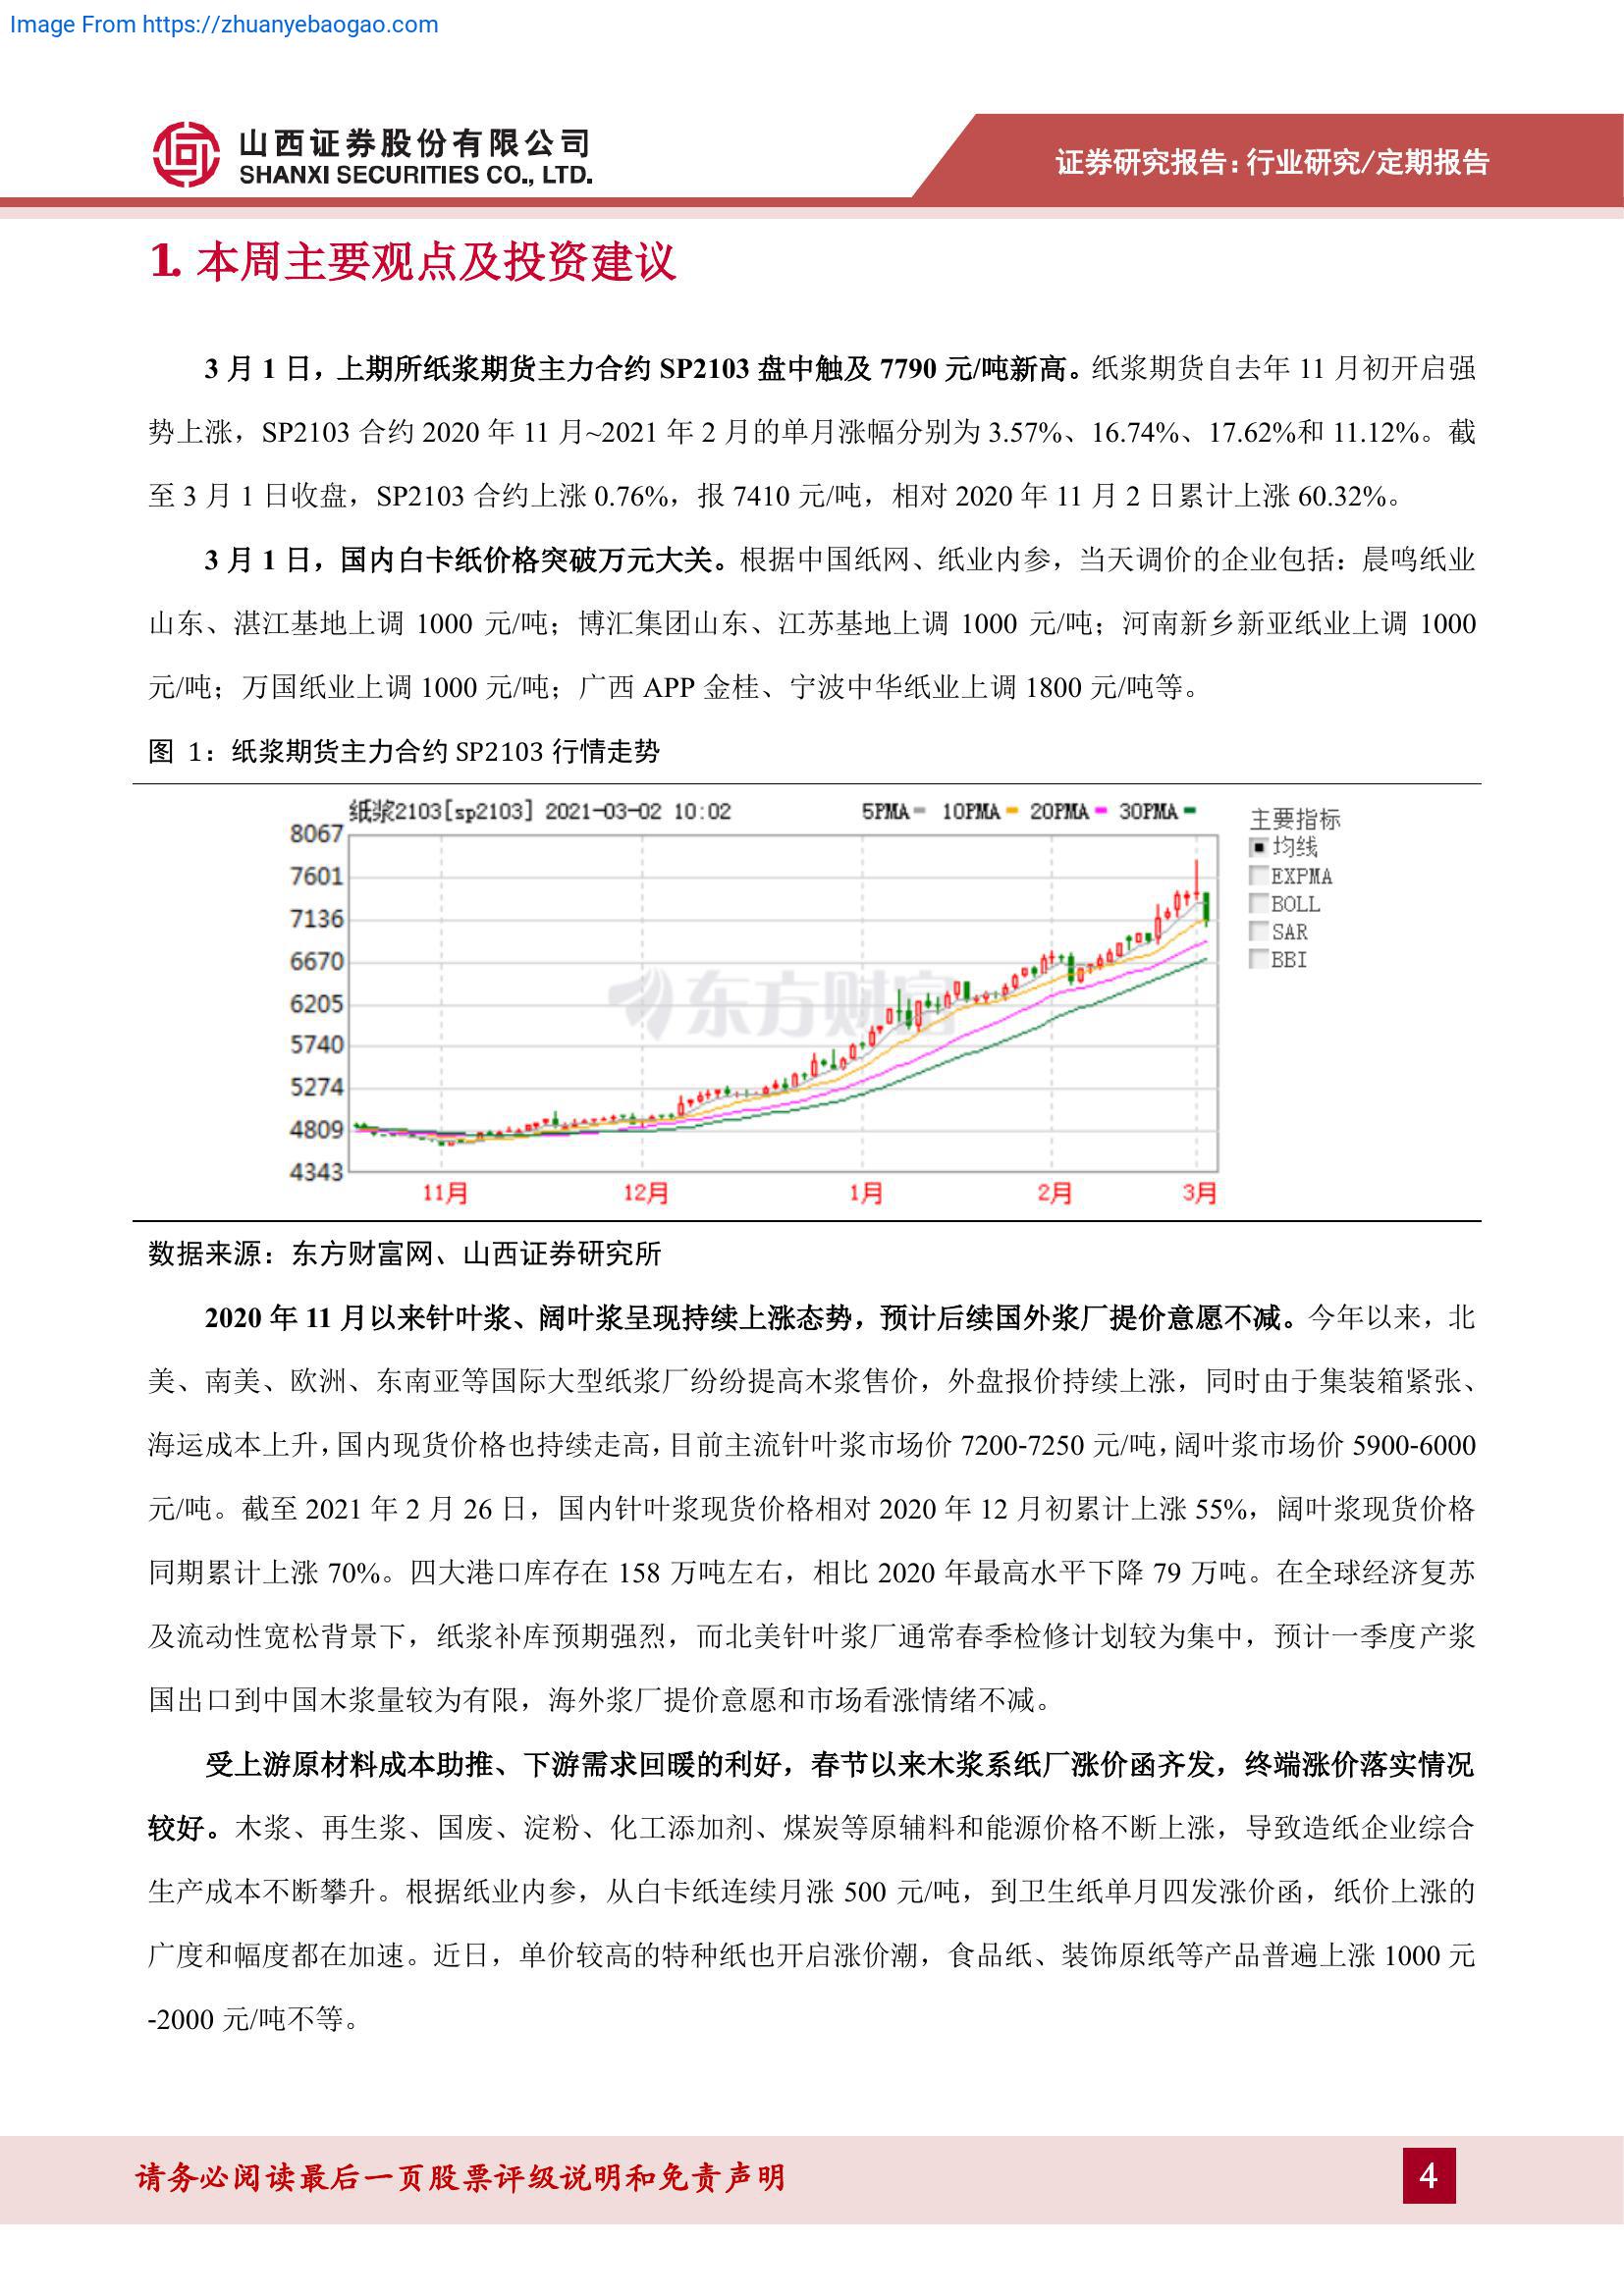 Image From https://zhuanyebaogao.com
山西证券股份有限公司
SHANXI SECURITIES CO., LTD.
证券研究报告：行业研究/定期报告
1. 本周主要观点及投资建议
3 月 1 日，上期所纸浆期货主力合约 SP2103 盘中触及 7790 元/吨新高。纸浆期货自去年 11 月初开启强
势上涨，SP2103 合约 2020 年 11 月~2021 年 2 月的单月涨幅分别为 3.57%、16.74%、17.62%和 11.12%。截
至 3 月 1 日收盘，SP2103 合约上涨 0.76%，报 7410 元/吨，相对 2020 年 11 月 2 日累计上涨 60.32%。
3 月 1 日，国内白卡纸价格突破万元大关。根据中国纸网、纸业内参，当天调价的企业包括：晨鸣纸业
山东、湛江基地上调 1000 元/吨；博汇集团山东、江苏基地上调 1000 元/吨；河南新乡新亚纸业上调 1000
元/吨；万国纸业上调 1000 元/吨；广西 APP 金桂、宁波中华纸业上调 1800 元/吨等。
图 1：纸浆期货主力合约 SP2103 行情走势
纸浆2103[sp2103] 2021-03-02 10:02
5PMA 10PMA 20PMA 30PMA
主要指标
均线
EXPMA
BOLL
SAR
BBI
8067
7601
7136
6670
6205
5740
5274
4809
4343
东方财富
11月 12月 1月 2月 3月
数据来源：东方财富网、山西证券研究所
2020 年 11 月以来针叶浆、阔叶浆呈现持续上涨态势，预计后续国外浆厂提价意愿不减。今年以来，北
美、南美、欧洲、东南亚等国际大型纸浆厂纷纷提高木浆售价，外盘报价持续上涨，同时由于集装箱紧张、
海运成本上升，国内现货价格也持续走高，目前主流针叶浆市场价 7200-7250 元/吨，阔叶浆市场价 5900-6000
元/吨。截至 2021 年 2 月 26 日，国内针叶浆现货价格相对 2020 年 12 月初累计上涨 55%，阔叶浆现货价格
同期累计上涨 70%。四大港口库存在 158 万吨左右，相比 2020 年最高水平下降 79 万吨。在全球经济复苏
及流动性宽松背景下，纸浆补库预期强烈，而北美针叶浆厂通常春季检修计划较为集中，预计一季度产浆
国出口到中国木浆量较为有限，海外浆厂提价意愿和市场看涨情绪不减。
受上游原材料成本助推、下游需求回暖的利好，春节以来木浆系纸厂涨价函齐发，终端涨价落实情况
较好。木浆、再生浆、国废、淀粉、化工添加剂、煤炭等原辅料和能源价格不断上涨，导致造纸企业综合
生产成本不断攀升。根据纸业内参，从白卡纸连续月涨 500 元/吨，到卫生纸单月四发涨价函，纸价上涨的
广度和幅度都在加速。近日，单价较高的特种纸也开启涨价潮，食品纸、装饰原纸等产品普遍上涨 1000 元
-2000 元/吨不等。
请务必阅读最后一页股票评级说明和免责声明
4